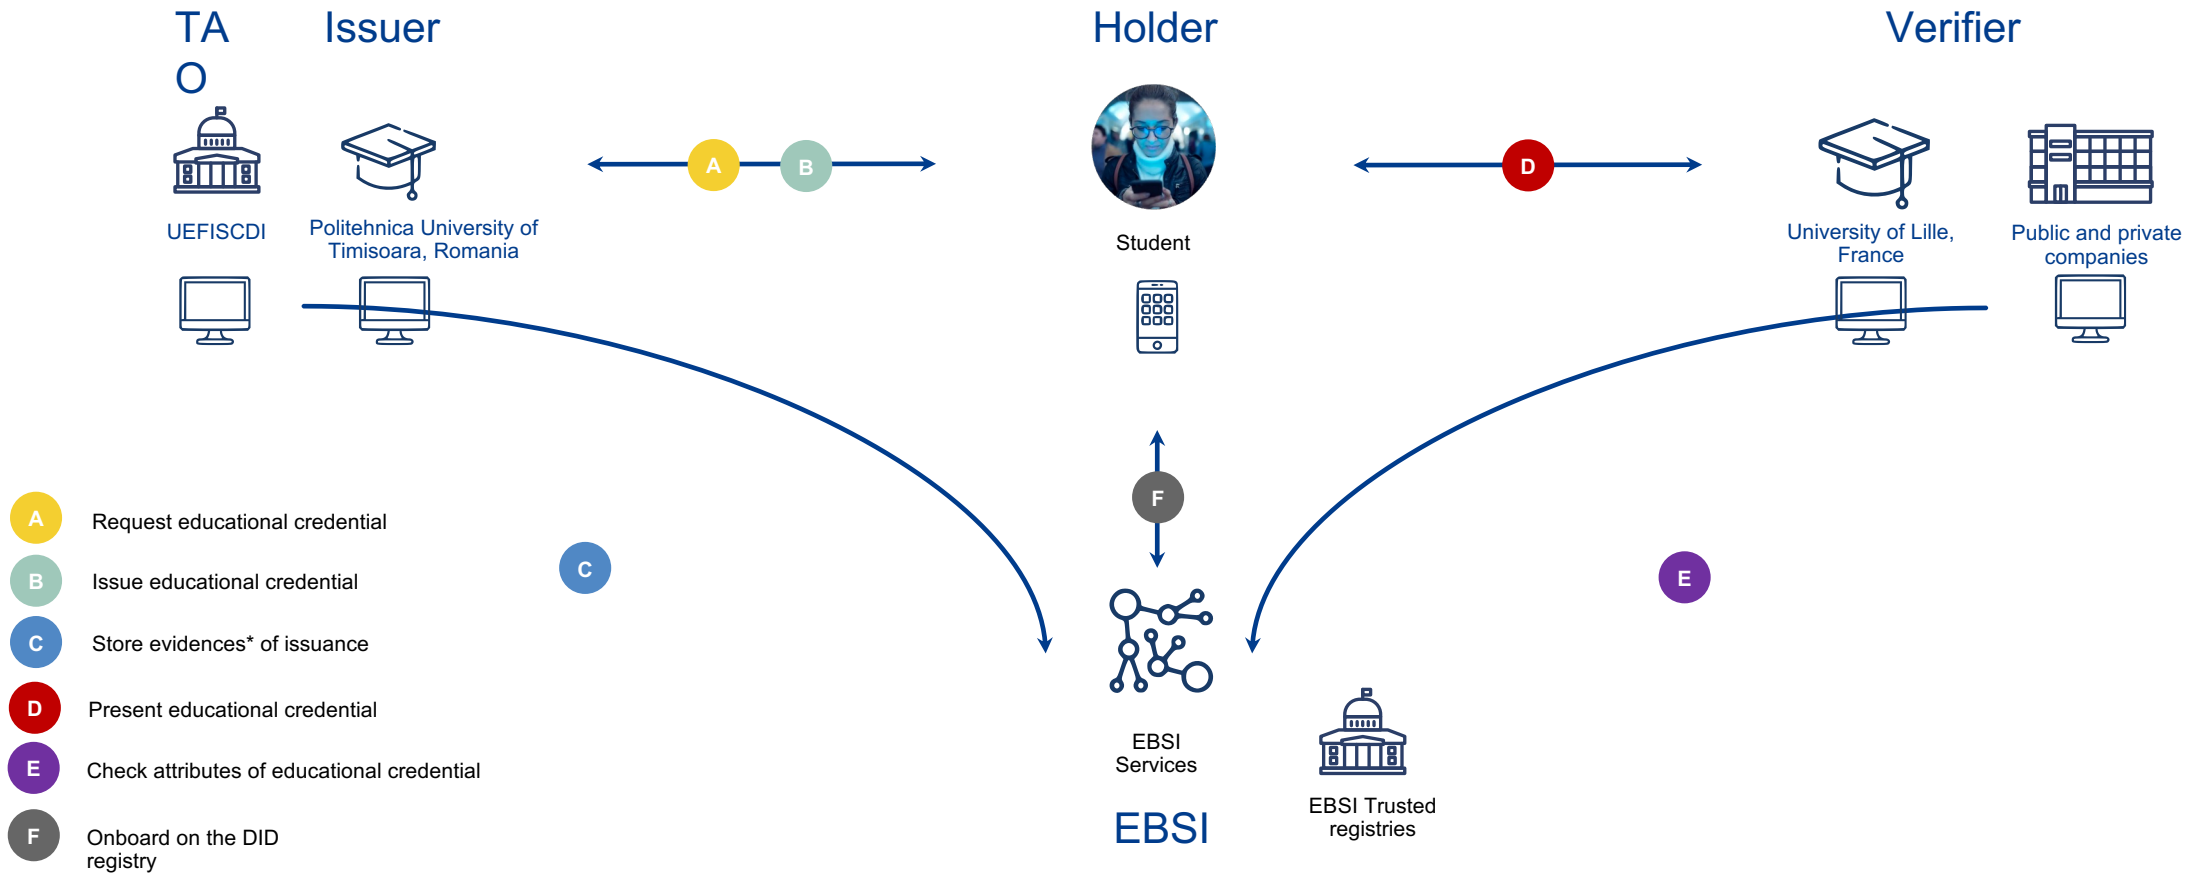 TA
O
Issuer
Holder
Verifier
A
B
D
UEFISCDI
Politehnica University of
Timisoara, Romania
Student
University of Lille,
France
Public and private
companies
F
C
E
A
Request educational credential
B
Issue educational credential
C
Store evidences* of issuance
D
Present educational credential
E
Check attributes of educational credential
F
Onboard on the DID
registry
EBSI
Services
EBSI
EBSI Trusted
registries